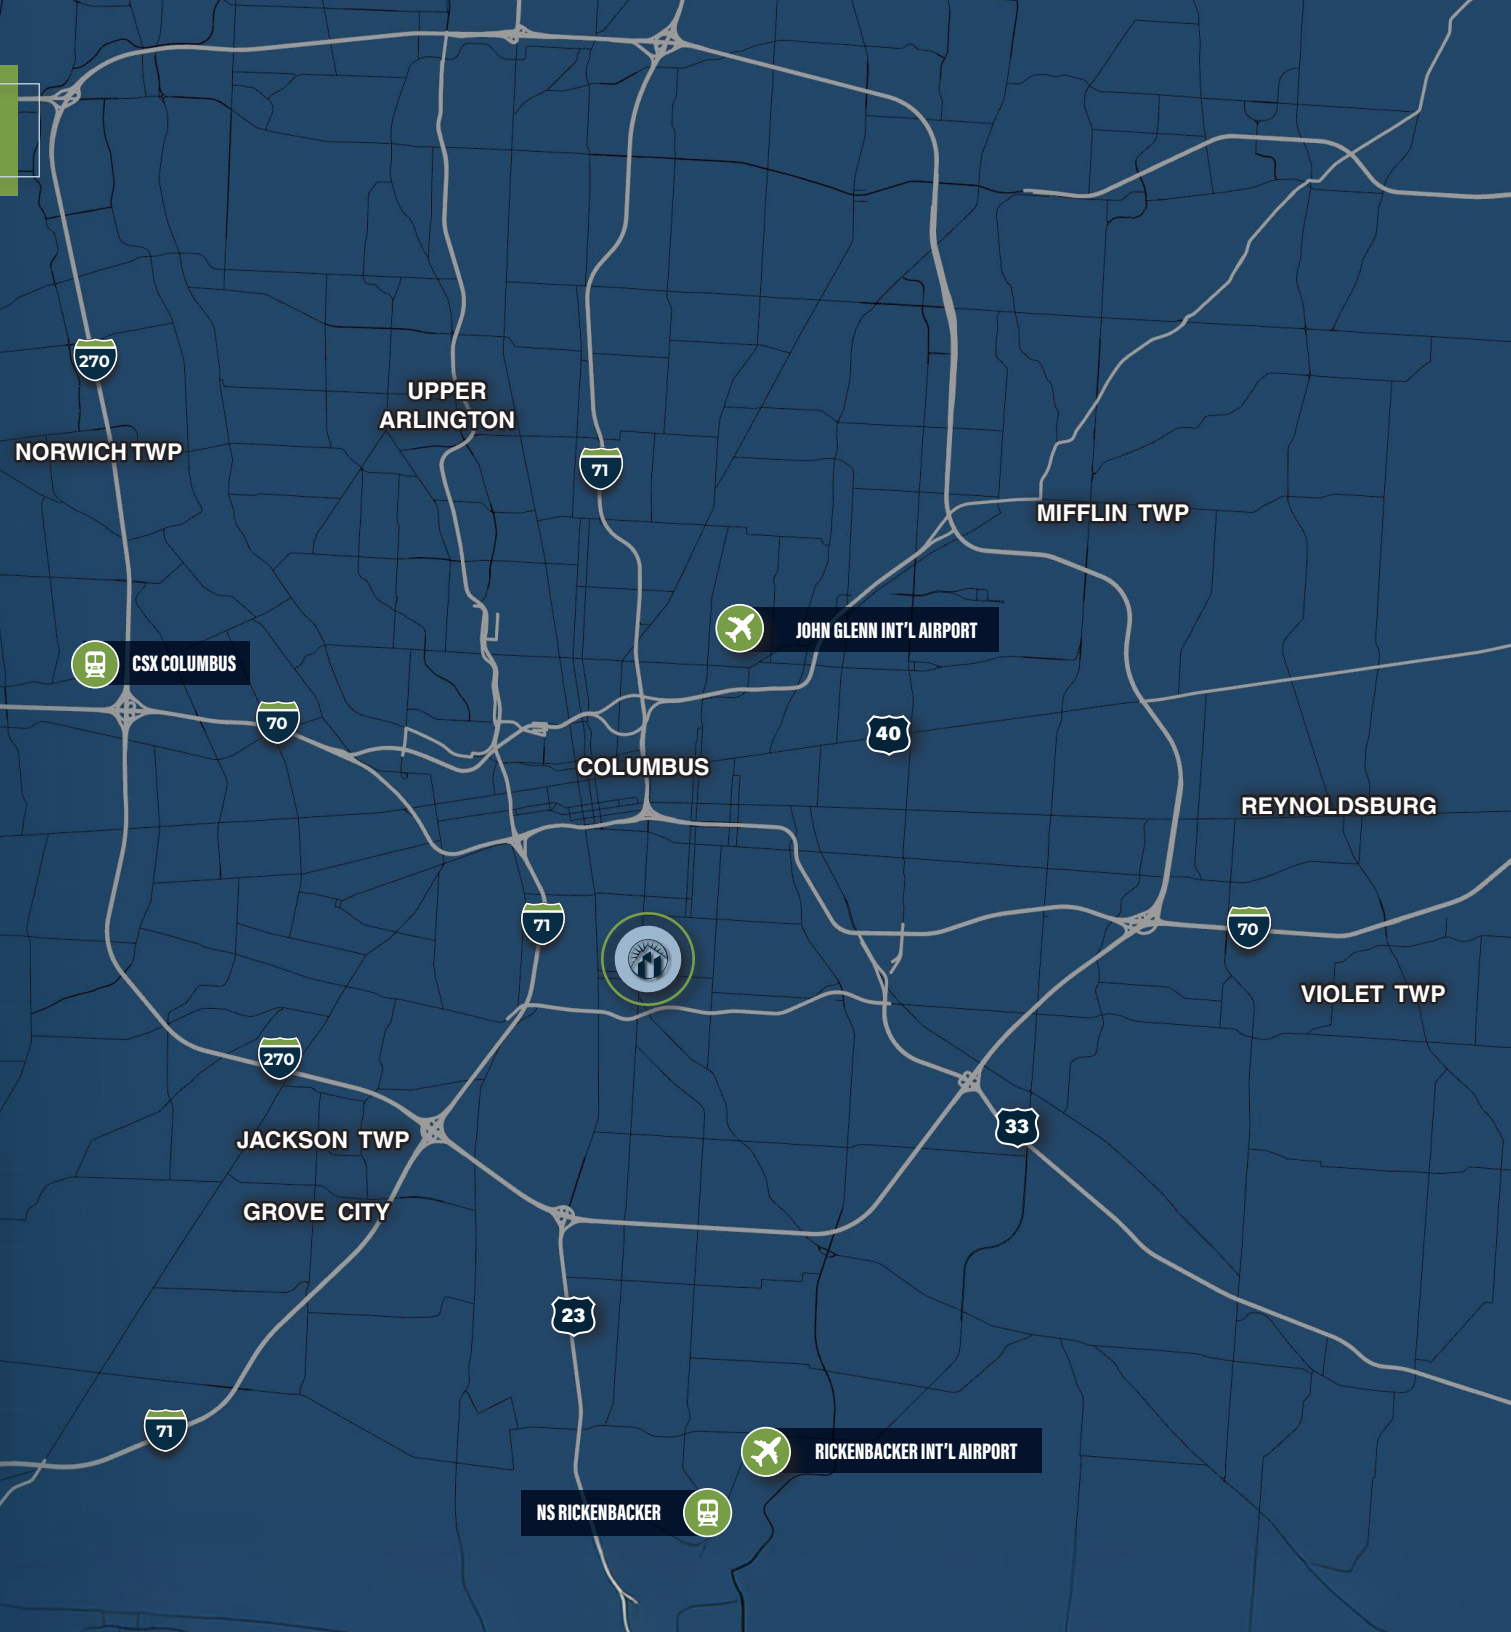 270
UPPER
ARLINGTON
NORWICH TWP
71
MIFFLIN TWP
JOHN GLENN INT'L AIRPORT
CSX COLUMBUS
70
40
COLUMBUS
REYNOLDSBURG
71
70
VIOLET TWP
270
33
JACKSON TWP
GROVE CITY
23
71
RICKENBACKER INT'L AIRPORT
NS RICKENBACKER